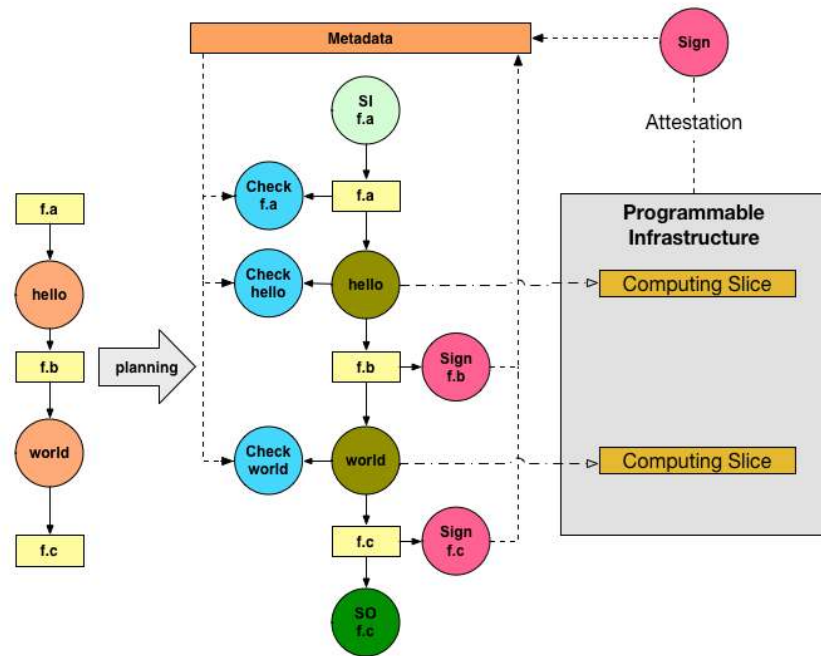 Metadata
Sign
SI
f.a
Attestation
Check
f.a
f.a
f.a
Programmable
Infrastructure
hello
Check
hello
hello
Computing Slice
f.b
planning
f.b
Sign
f.b
world
Check
world
world
Computing Slice
f.c
f.c
Sign
f.c
SO
f.c